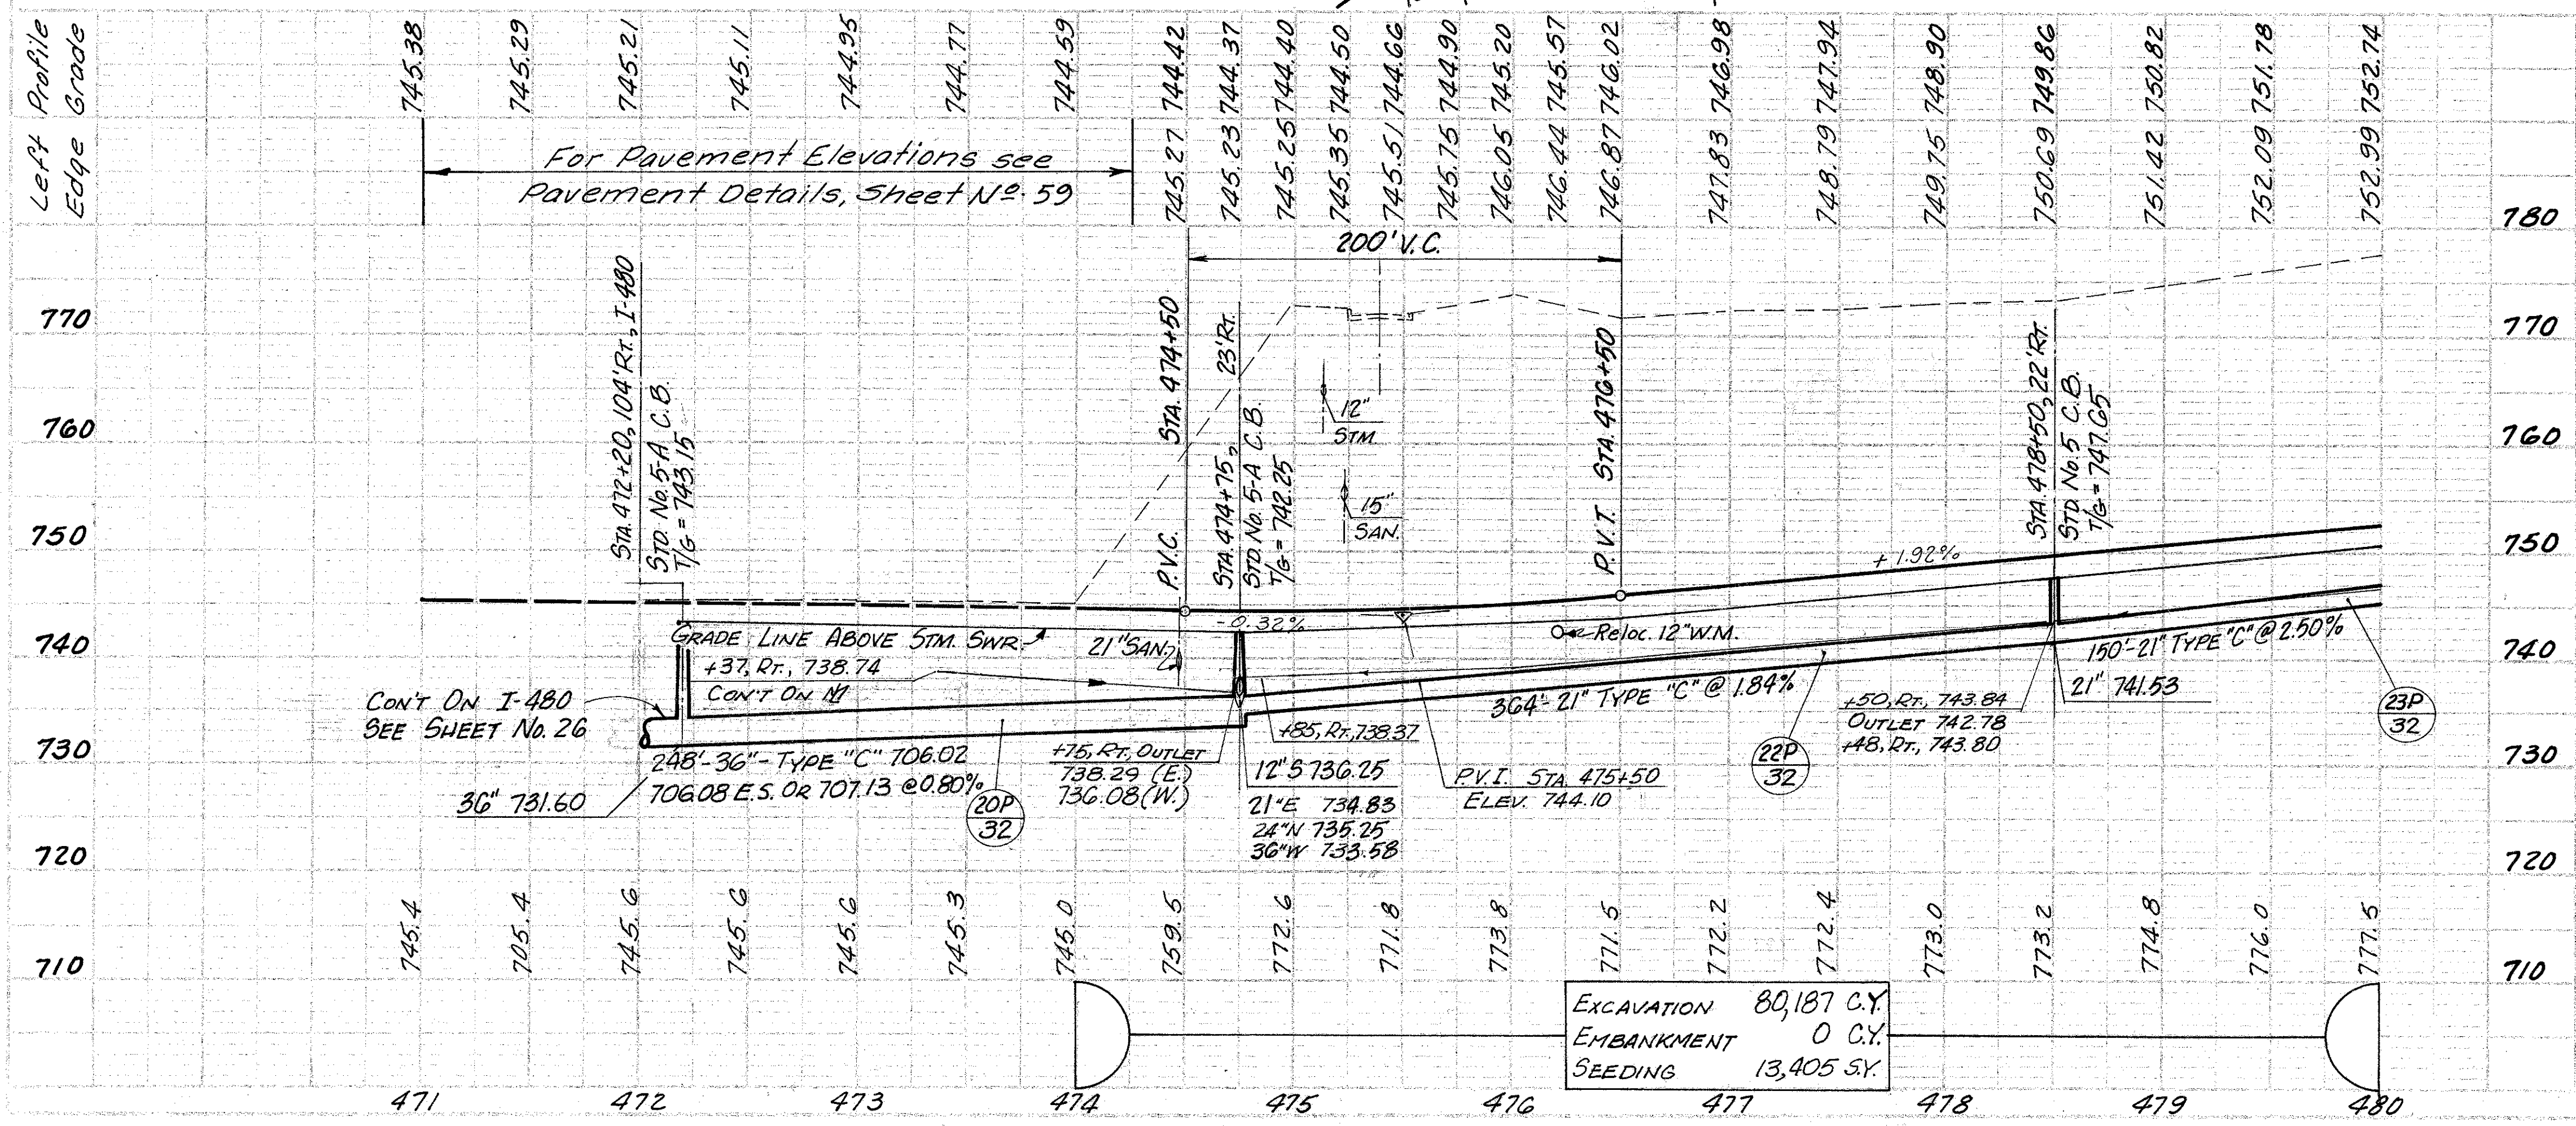 Left Profile
Edge Grade
745.38
745.29
745.21
745.11
744.95
744.77
744.59
744.42
744.37
744.40
744.50
744.66
744.90
745.20
745.57
746.02
746.98
747.94
748.90
749.86
750.82
751.78
752.74
For Pavement Elevations see
Pavement Details, Sheet Nº 59
745.27
745.23
745.25
745.35
745.51
745.75
746.05
746.44
746.87
747.83
748.79
749.75
750.69
751.42
752.09
752.99
780
200' V.C.
770
770
760
760
750
750
740
740
730
730
720
720
710
710
STA. 472+20, 104' RT., I-480
STD. No. 5-A C.B.
T/G = 743.15
P.V.C. STA. 474+50
STA. 474+75, 23' RT.
STD. No. 5-A C.B.
T/G = 742.25
12"
STM.
15"
SAN.
P.V.T. STA. 476+50
STA. 478+50, 22' RT.
STD. No. 5 C.B.
T/G = 747.65
+ 1.92%
- 0.32%
GRADE LINE ABOVE STM. SWR.
21" SAN.
Reloc. 12" W.M.
+37, RT., 738.74
CON'T ON
CON'T ON I-480
SEE SHEET No. 26
364'- 21" TYPE "C" @ 1.84%
150'-21" TYPE "C" @ 2.50%
21" 741.53
+50, RT., 743.84
OUTLET 742.78
+48, RT., 743.80
23P
32
22P
32
+85, RT., 738.37
+75, RT., OUTLET
738.29 (E.)
736.08 (W.)
12" S 736.25
21" E 734.83
24" N 735.25
36" W 733.58
P.V.I. STA. 475+50
ELEV. 744.10
248'-36"- TYPE "C" 706.02
706.08 E.S. OR 707.13 @ 0.80%
36" 731.60
20P
32
745.4
705.4
745.6
745.6
745.6
745.3
745.0
759.5
772.6
771.8
773.8
771.5
772.2
772.4
773.0
773.2
774.8
776.0
777.5
EXCAVATION 80,187 C.Y.
EMBANKMENT 0 C.Y.
SEEDING 13,405 S.Y.
471
472
473
474
475
476
477
478
479
480